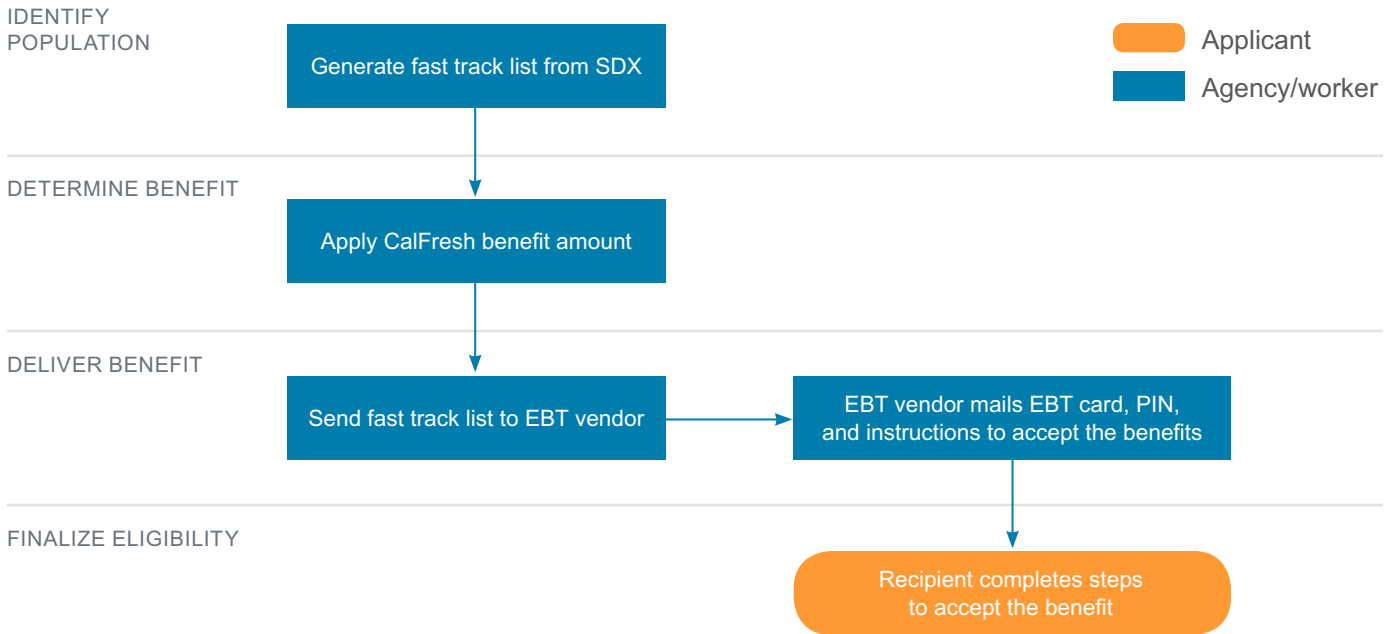 IDENTIFY
POPULATION
Generate fast track list from SDX
Applicant
Agency/worker
DETERMINE BENEFIT
Apply CalFresh benefit amount
DELIVER BENEFIT
Send fast track list to EBT vendor
EBT vendor mails EBT card, PIN,
and instructions to accept the benefits
FINALIZE ELIGIBILITY
Recipient completes steps
to accept the benefit